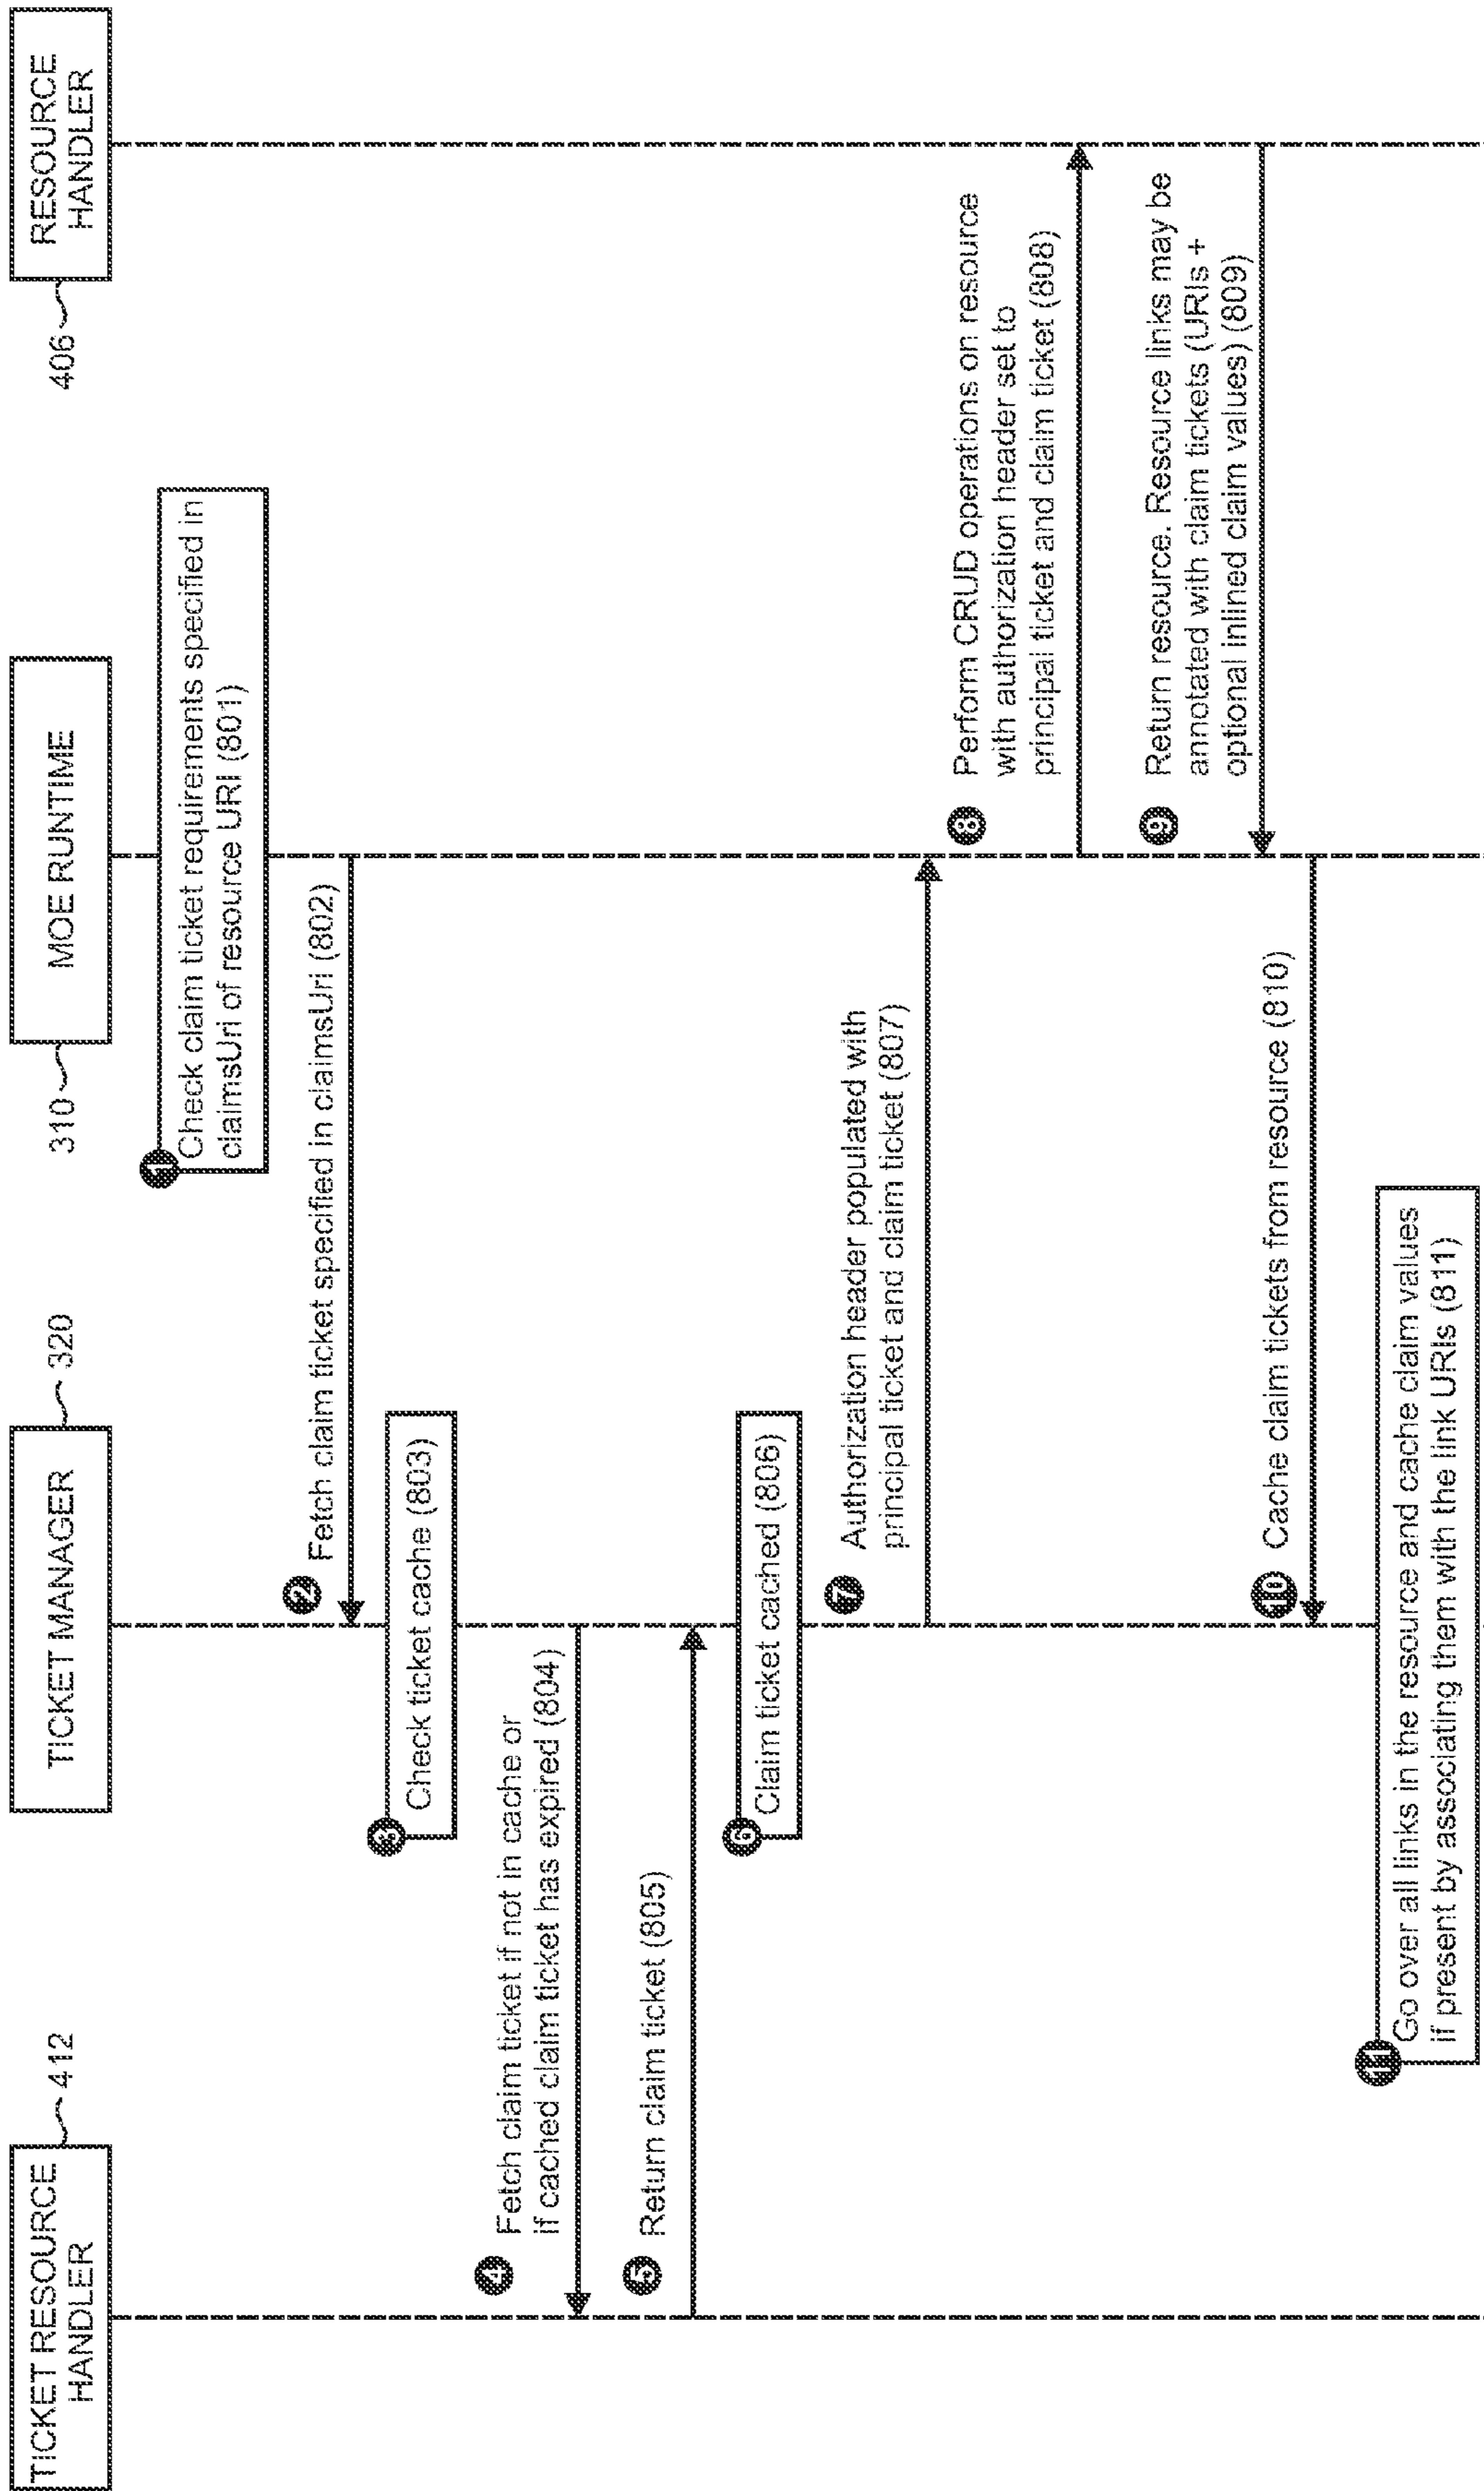 TICKET RESOURCE
HANDLER
412
TICKET MANAGER
320
MOE RUNTIME
310
RESOURCE
HANDLER
406
1
Check claim ticket requirements specified in
claimsUri of resource URI (801)
2
Fetch claim ticket specified in claimsUri (802)
3
Check ticket cache (803)
4
Fetch claim ticket if not in cache or
if cached claim ticket has expired (804)
5
Return claim ticket (805)
6
Claim ticket cached (806)
7
Authorization header populated with
principal ticket and claim ticket (807)
8
Perform CRUD operations on resource
with authorization header set to
principal ticket and claim ticket (808)
9
Return resource. Resource links may be
annotated with claim tickets (URIs +
optional inlined claim values) (809)
10
Cache claim tickets from resource (810)
11
Go over all links in the resource and cache claim values
if present by associating them with the link URIs (811)